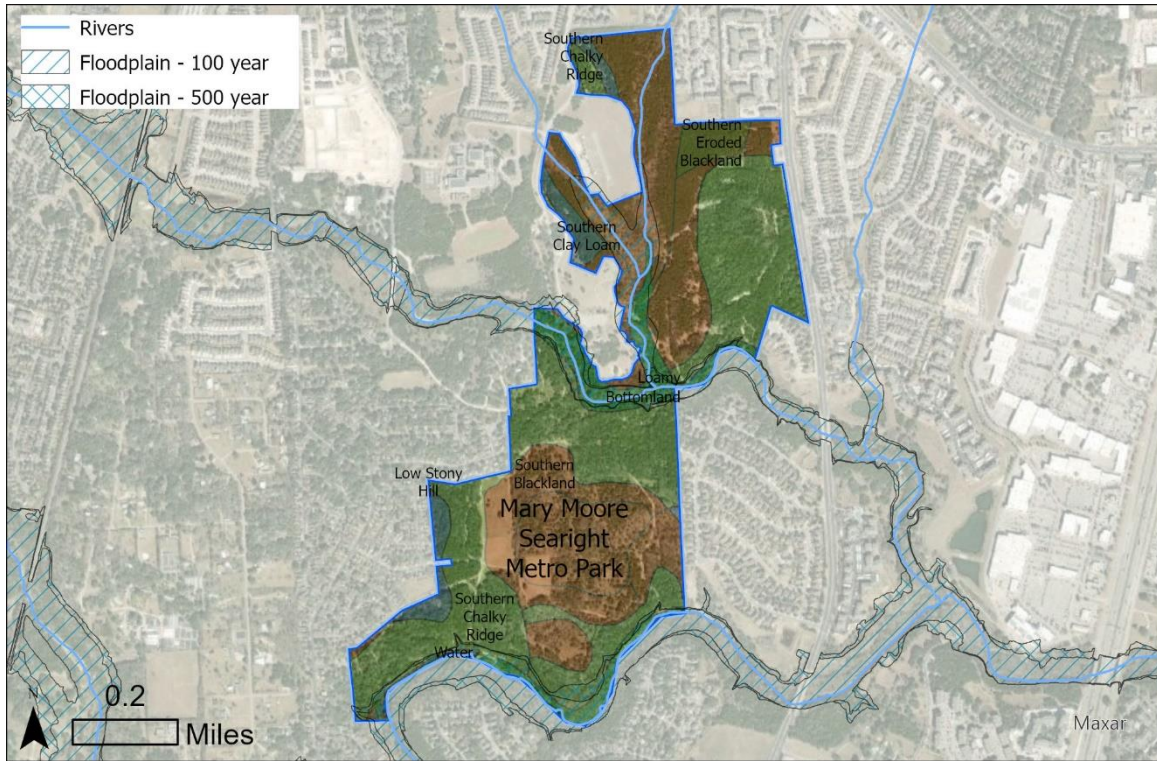 Rivers
Floodplain - 100 year
Floodplain - 500 year
Southern
Chalky
Ridge
Southern
Eroded
Blackland
Southern
Clay Loam
Loamy
Bottomland
Low Stony
Hill
Southern
Blackland
Mary Moore
Searight
Metro Park
Southern
Chalky
Ridge
Water
N
0.2
Miles
Maxar